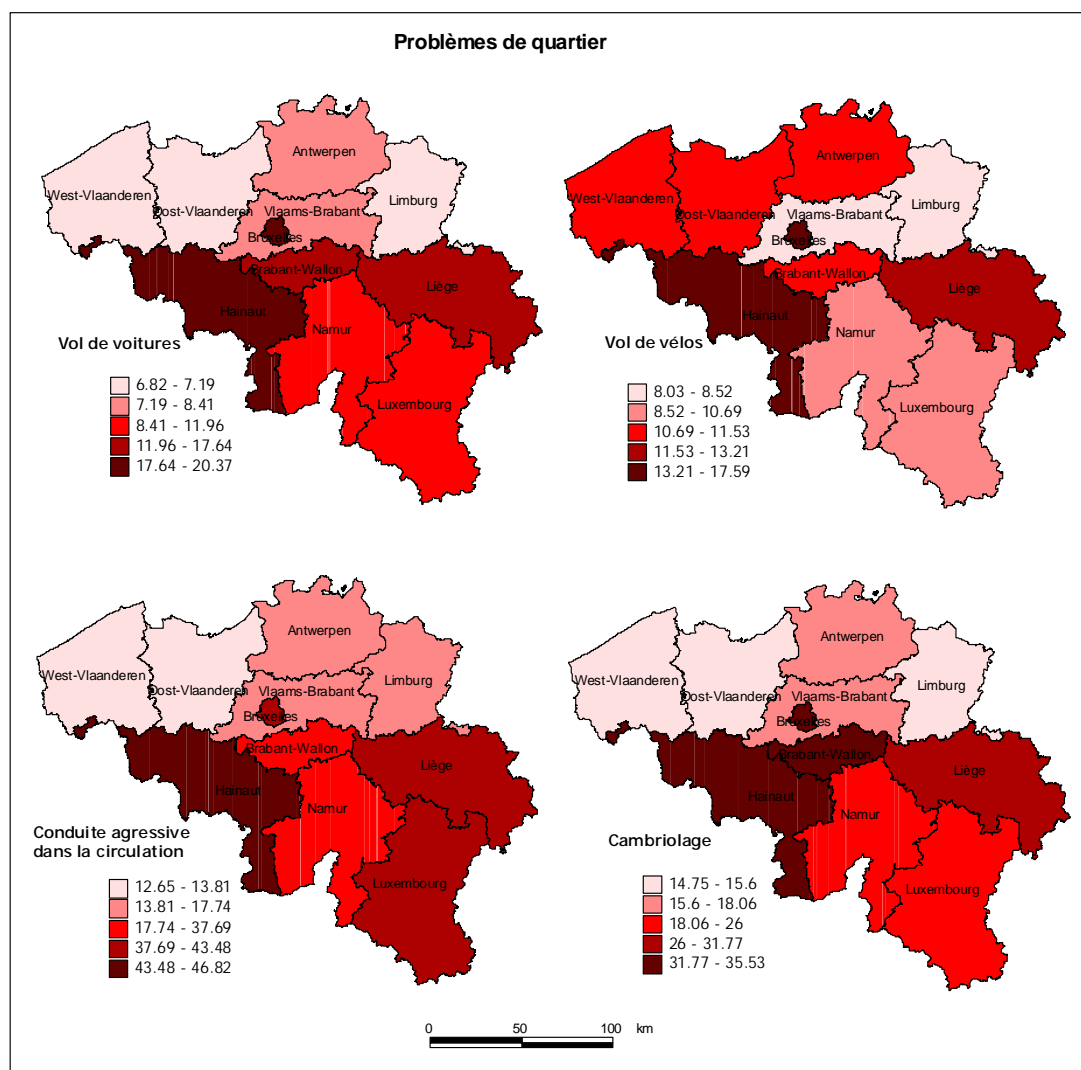 Problèmes de quartier
Antwerpen
West-Vlaanderen
Oost-Vlaanderen
Vlaams-Brabant
Limburg
Bruxelles
Brabant-Wallon
Liège
Hainaut
Namur
Luxembourg
Vol de voitures
6.82 - 7.19
7.19 - 8.41
8.41 - 11.96
11.96 - 17.64
17.64 - 20.37
Antwerpen
West-Vlaanderen
Oost-Vlaanderen
Vlaams-Brabant
Limburg
Bruxelles
Brabant-Wallon
Liège
Hainaut
Namur
Luxembourg
Vol de vélos
8.03 - 8.52
8.52 - 10.69
10.69 - 11.53
11.53 - 13.21
13.21 - 17.59
Antwerpen
West-Vlaanderen
Oost-Vlaanderen
Vlaams-Brabant
Limburg
Bruxelles
Brabant-Wallon
Liège
Hainaut
Namur
Luxembourg
Conduite agressive
dans la circulation
12.65 - 13.81
13.81 - 17.74
17.74 - 37.69
37.69 - 43.48
43.48 - 46.82
Antwerpen
West-Vlaanderen
Oost-Vlaanderen
Vlaams-Brabant
Limburg
Bruxelles
Brabant-Wallon
Liège
Hainaut
Namur
Luxembourg
Cambriolage
14.75 - 15.6
15.6 - 18.06
18.06 - 26
26 - 31.77
31.77 - 35.53
0 50 100 km